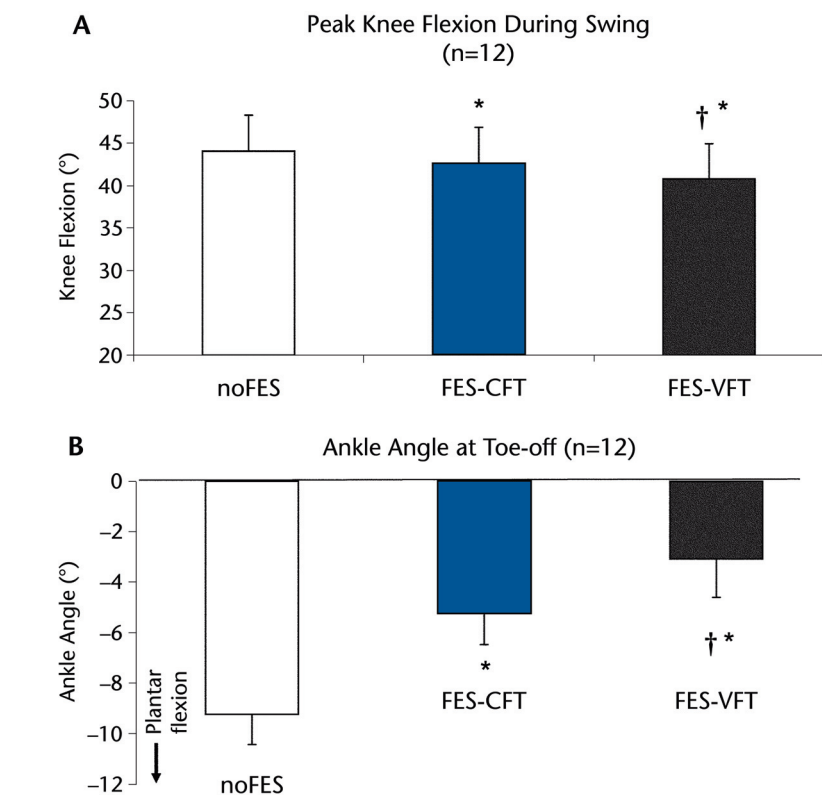 A
Peak Knee Flexion During Swing
(n=12)
50
45
40
35
30
25
20
Knee Flexion (°)
*
† *
noFES
FES-CFT
FES-VFT
B
Ankle Angle at Toe-off (n=12)
0
–2
–4
–6
–8
–10
–12
Ankle Angle (°)
Plantar
flexion
*
† *
FES-CFT
FES-VFT
noFES